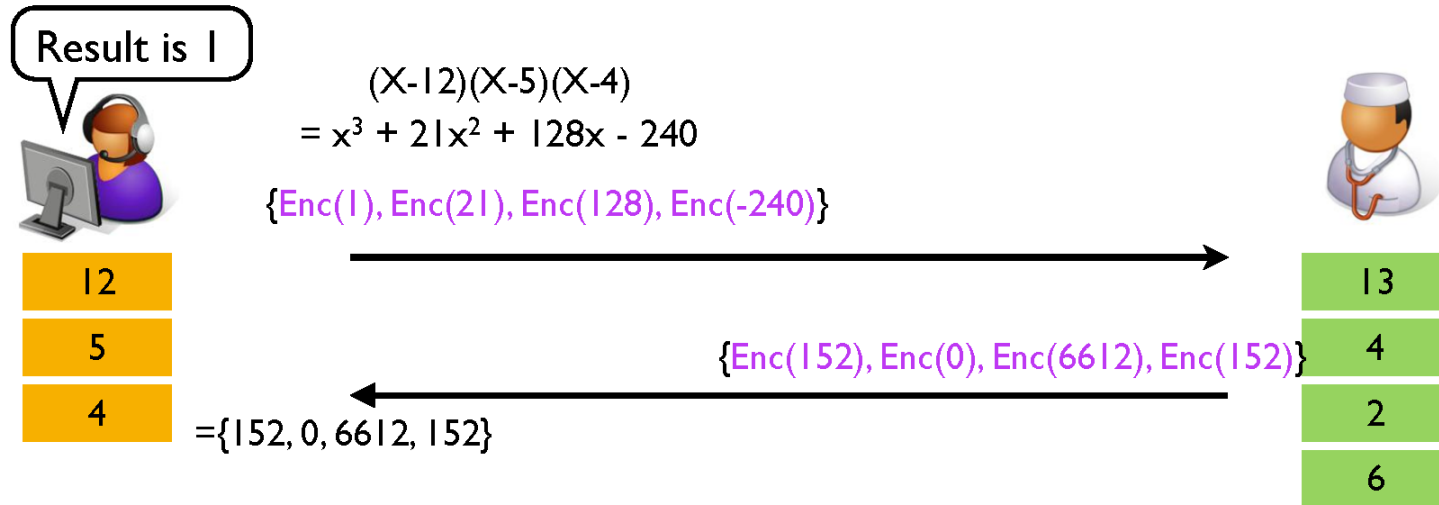 Result is 1
(X-12)(X-5)(X-4)
= x³ + 21x² + 128x - 240
{Enc(1), Enc(21), Enc(128), Enc(-240)}
12
5
4
13
4
2
6
{Enc(152), Enc(0), Enc(6612), Enc(152)}
={152, 0, 6612, 152}